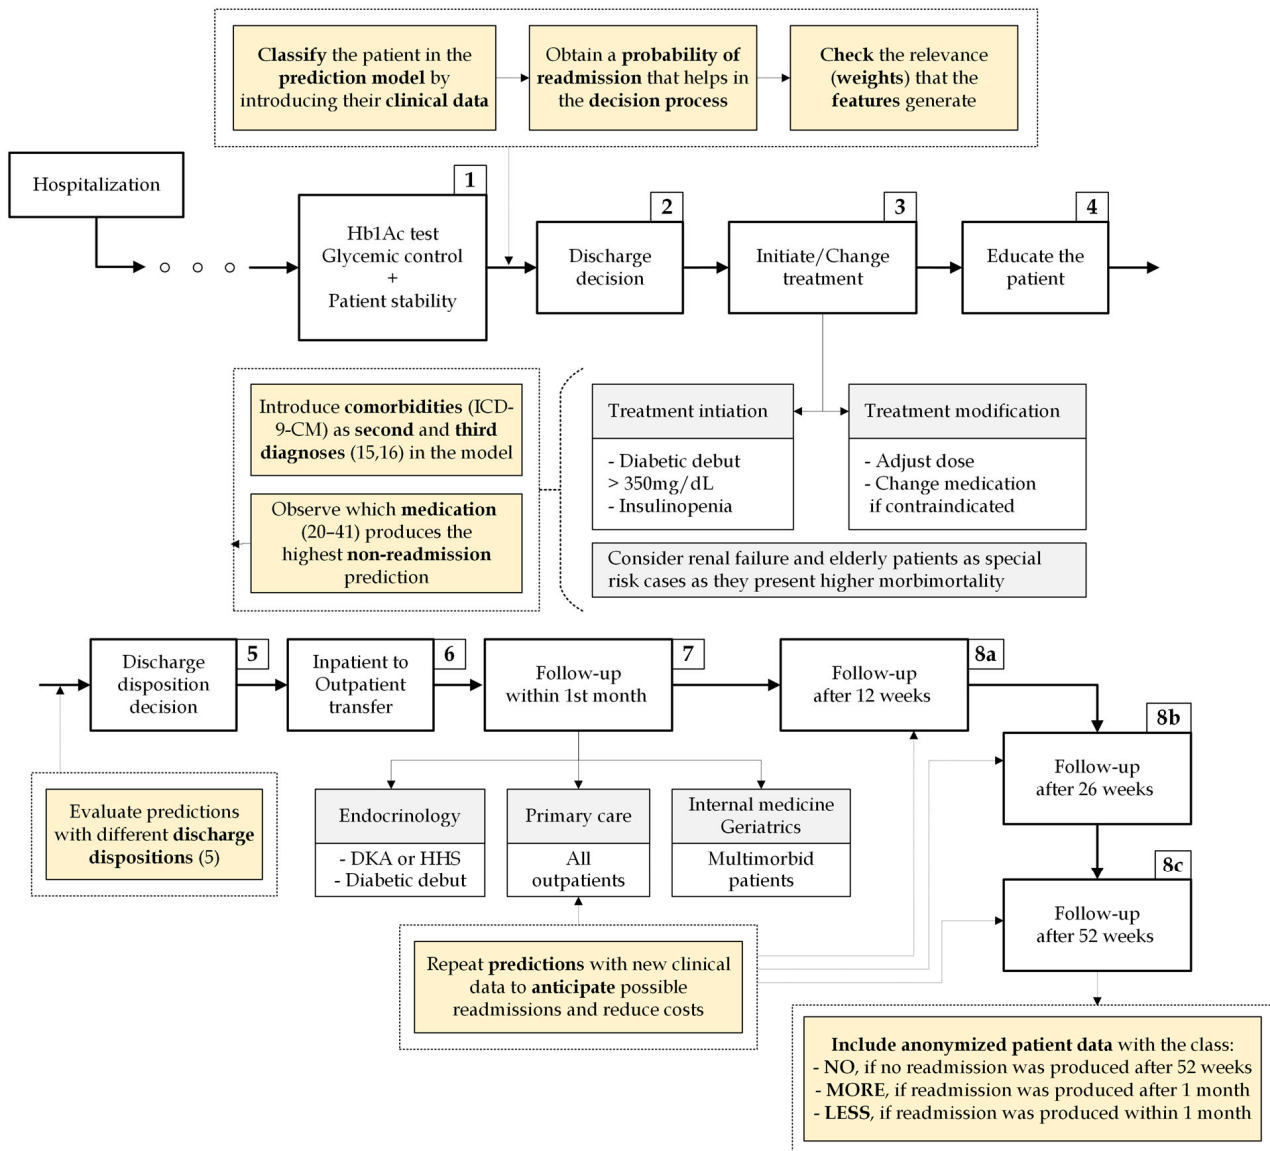 Classify the patient in the
prediction model by
introducing their clinical data
Obtain a probability of
readmission that helps in
the decision process
Check the relevance
(weights) that the
features generate
Hospitalization
1
Hb1Ac test
Glycemic control
+
Patient stability
2
Discharge
decision
3
Initiate/Change
treatment
4
Educate the
patient
Introduce comorbidities (ICD-
9-CM) as second and third
diagnoses (15,16) in the model
Observe which medication
(20–41) produces the
highest non-readmission
prediction
Treatment intiation
- Diabetic debut
> 350mg/dL
- Insulinopenia
Treatment modification
- Adjust dose
- Change medication
if contraindicated
Consider renal failure and elderly patients as special
risk cases as they present higher morbimortality
5
Discharge
disposition
decision
6
Inpatient to
Outpatient
transfer
7
Follow-up
within 1st month
8a
Follow-up
after 12 weeks
8b
Follow-up
after 26 weeks
8c
Follow-up
after 52 weeks
Evaluate predictions
with different discharge
dispositions (5)
Endocrinology
- DKA or HHS
- Diabetic debut
Primary care
All
outpatients
Internal medicine
Geriatrics
Multimorbid
patients
Repeat predictions with new clinical
data to anticipate possible
readmissions and reduce costs
Include anonymized patient data with the class:
- NO, if no readmission was produced after 52 weeks
- MORE, if readmission was produced after 1 month
- LESS, if readmission was produced within 1 month